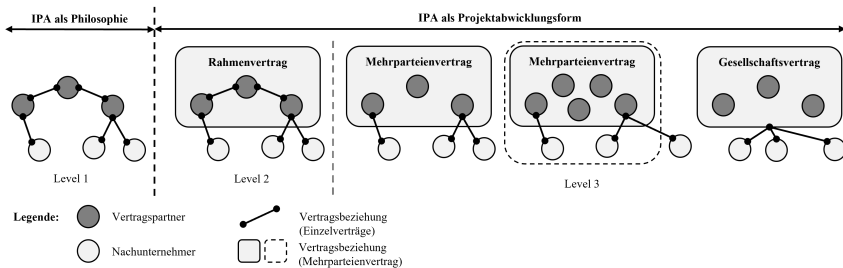 IPA als Philosophie
IPA als Projektabwicklungsform
Rahmenvertrag
Mehrparteienvertrag
Mehrparteienvertrag
Gesellschaftsvertrag
Level 1
Level 2
Level 3
Legende:
Vertragspartner
Vertragsbeziehung
(Einzelverträge)
Nachunternehmer
Vertragsbeziehung
(Mehrparteienvertrag)